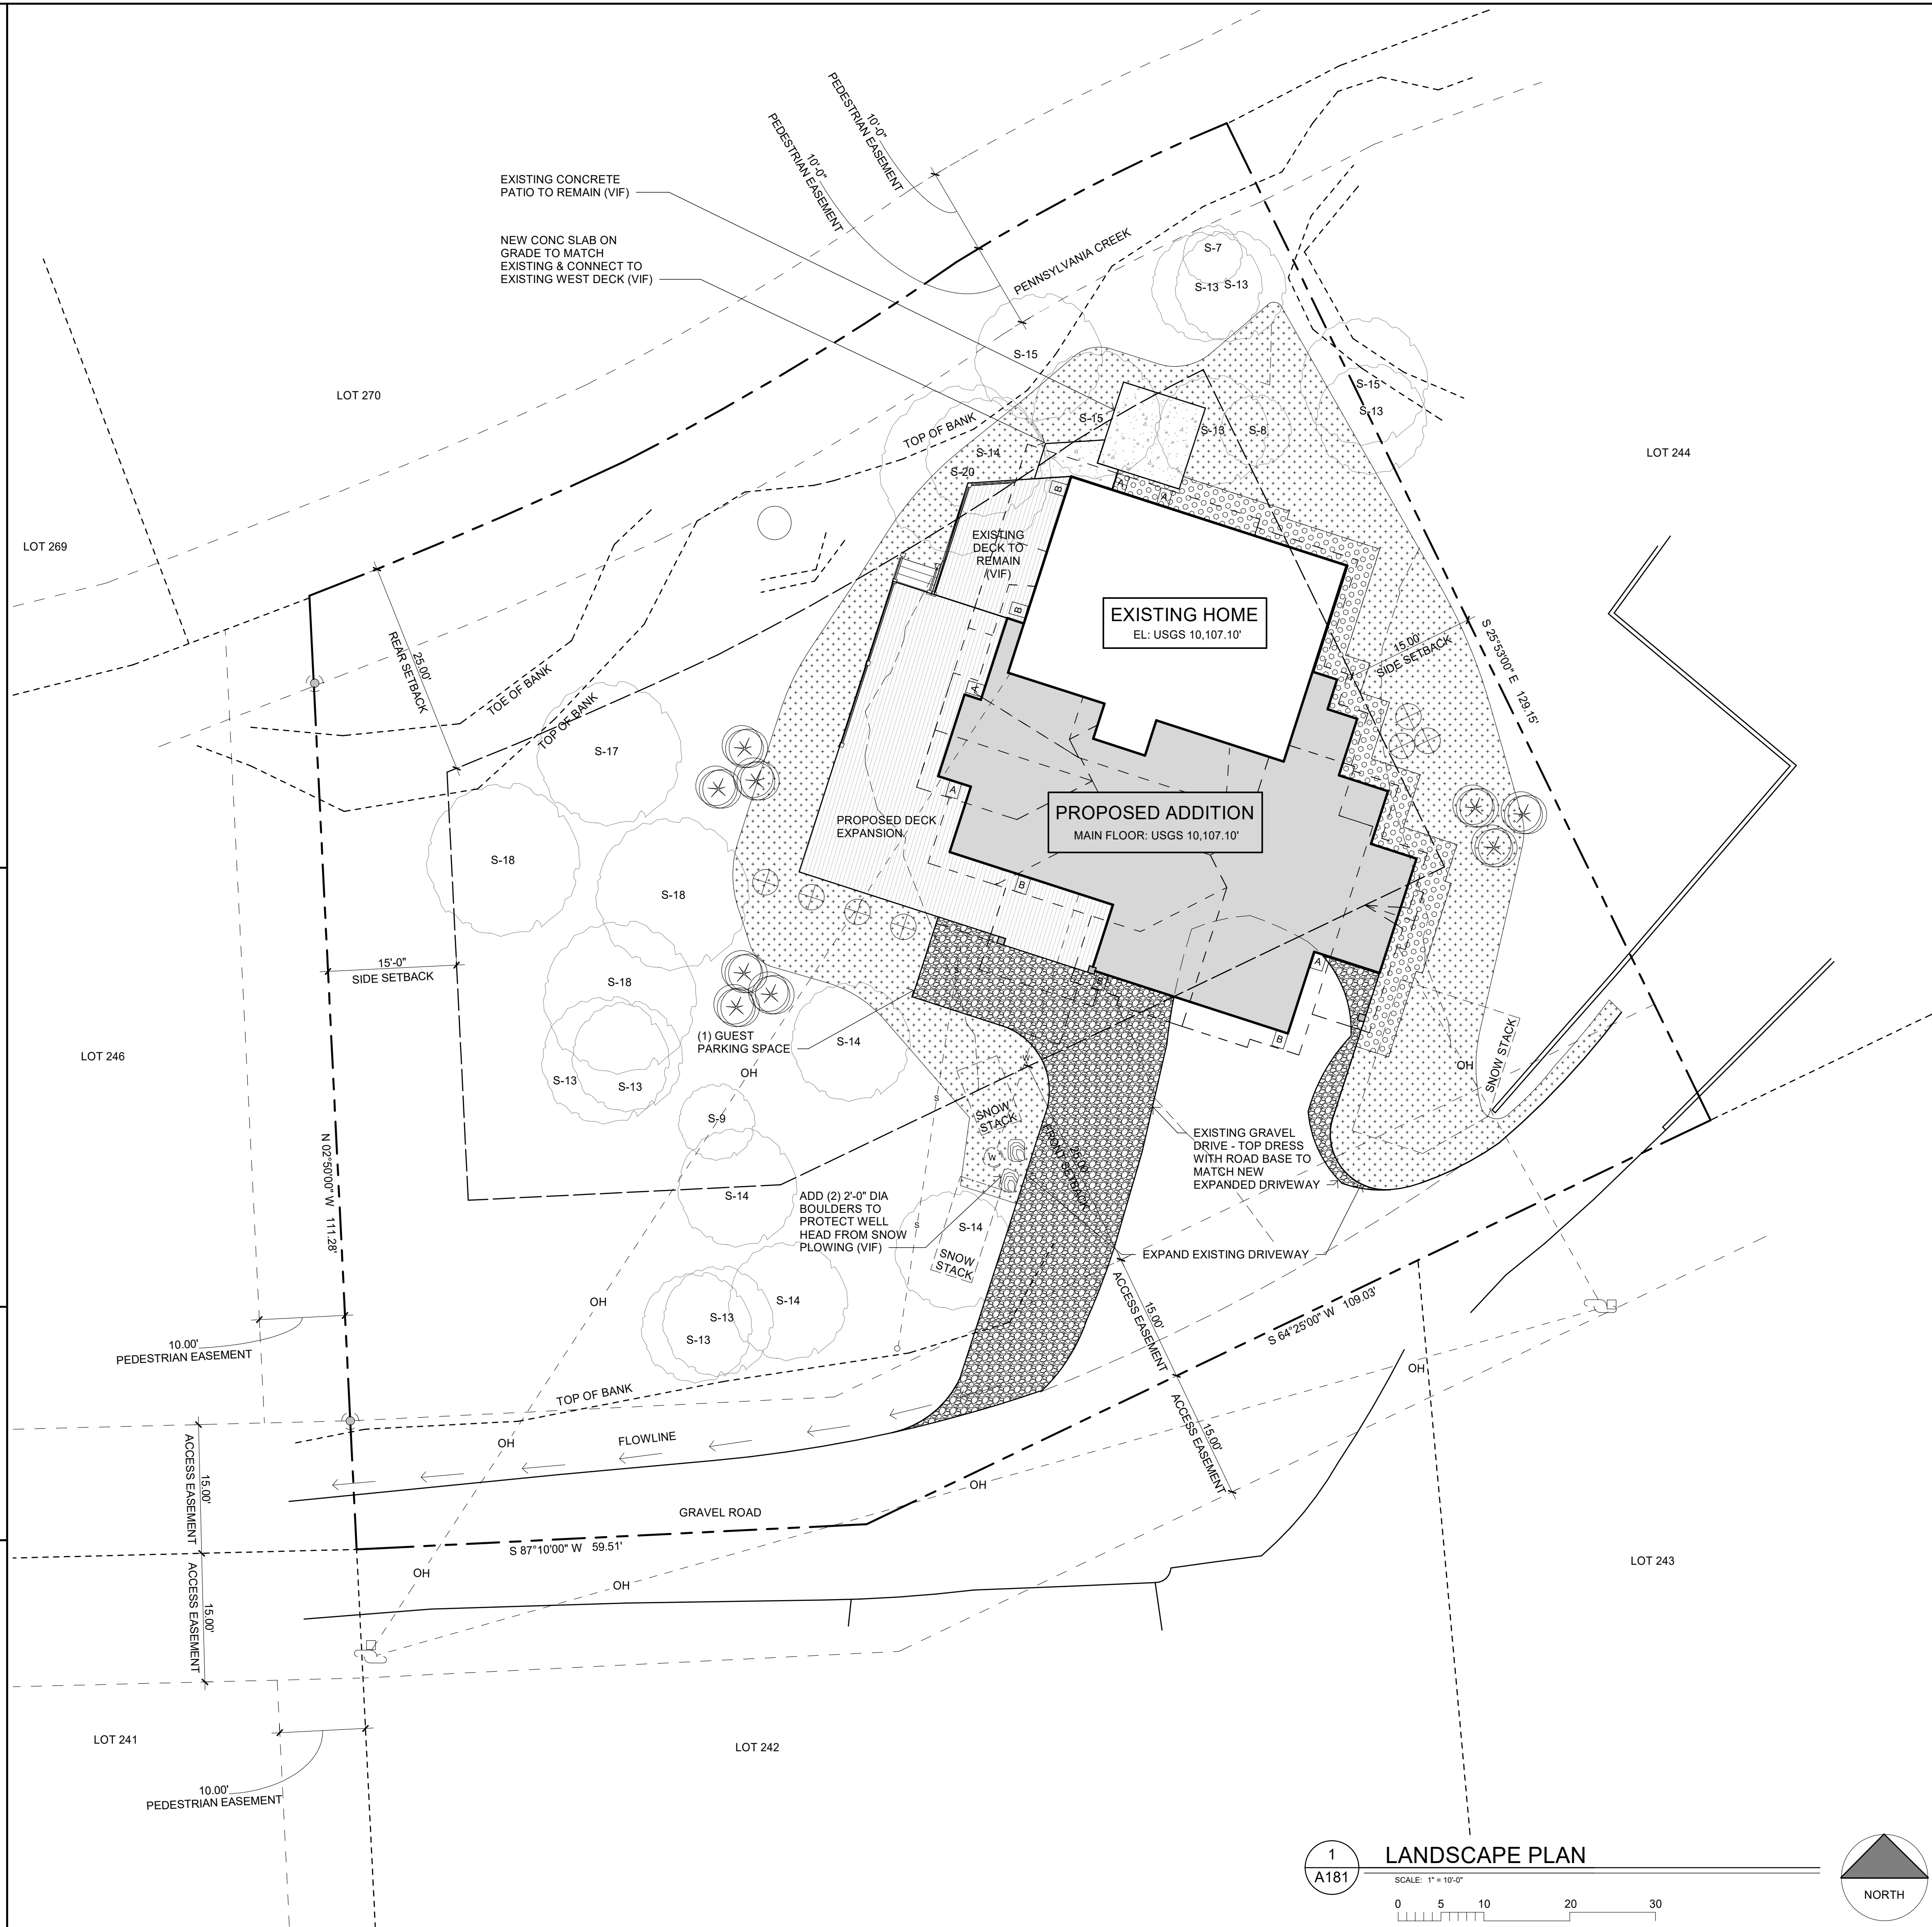 PEDESTRIAN EASEMENT
10'-0"
PEDESTRIAN EASEMENT
10'-0"
EXISTING CONCRETE
PATIO TO REMAIN (VIF)
NEW CONC SLAB ON
GRADE TO MATCH
EXISTING & CONNECT TO
EXISTING WEST DECK (VIF)
PENNSYLVANIA CREEK
S-7
S-13
S-13
S-15
S-15
S-13
LOT 270
TOP OF BANK
S-15
S-13
S-8
S-14
S-20
LOT 244
LOT 269
B
A
A
EXISTING
DECK TO
REMAIN
(VIF)
B
EXISTING HOME
EL: USGS 10,107.10'
15.00'
SIDE SETBACK
S 25°53'00" E 129.15'
25.00'
REAR SETBACK
TOE OF BANK
TOP OF BANK
A
S-17
A
PROPOSED ADDITION
MAIN FLOOR: USGS 10,107.10'
PROPOSED DECK
EXPANSION
S-18
S-18
B
15'-0"
SIDE SETBACK
S-18
A
B
B
LOT 246
(1) GUEST
PARKING SPACE
S-14
OH
W
OH
SNOW STACK
S-13
S-13
S
S-9
SNOW
STACK
W
25.00'
FRONT SETBACK
EXISTING GRAVEL
DRIVE - TOP DRESS
WITH ROAD BASE TO
MATCH NEW
EXPANDED DRIVEWAY
N 02°50'00" W 111.28'
S-14
ADD (2) 2'-0" DIA
BOULDERS TO
PROTECT WELL
HEAD FROM SNOW
PLOWING (VIF)
S
S-14
SNOW
STACK
EXPAND EXISTING DRIVEWAY
OH
S-14
S-13
S-13
15.00'
ACCESS EASEMENT
S 64°25'00" W 109.03'
10.00'
PEDESTRIAN EASEMENT
OH
TOP OF BANK
15.00'
ACCESS EASEMENT
OH
FLOWLINE
15.00'
ACCESS EASEMENT
OH
GRAVEL ROAD
S 87°10'00" W 59.51'
OH
OH
LOT 243
15.00'
ACCESS EASEMENT
LOT 241
LOT 242
10.00'
PEDESTRIAN EASEMENT
1
A181
LANDSCAPE PLAN
SCALE: 1" = 10'-0"
0 5 10 20 30
NORTH